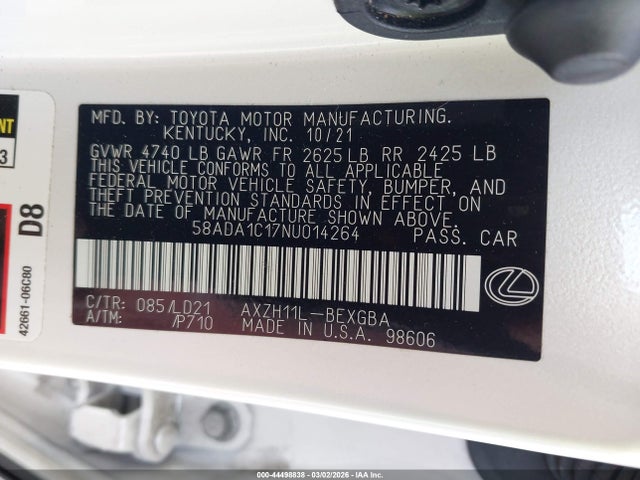 MFD. BY: TOYOTA MOTOR MANUFACTURING.
KENTUCKY, INC. 10/21
GVWR 4740 LB GAWR FR 2625 LB RR 2425 LB
THIS VEHICLE CONFORMS TO ALL APPLICABLE
FEDERAL MOTOR VEHICLE SAFETY, BUMPER, AND
THEFT PREVENTION STANDARDS IN EFFECT ON
THE DATE OF MANUFACTURE SHOWN ABOVE.
58ADA1C17NU014264 PASS. CAR
C/TR: 085/LD21 AXZH11L-BEXGBA
A/TM: /P710 MADE IN U.S.A. 98606
D8
42661-06C80
3
000-44498838 - 03/02/2026 - IAA Inc.